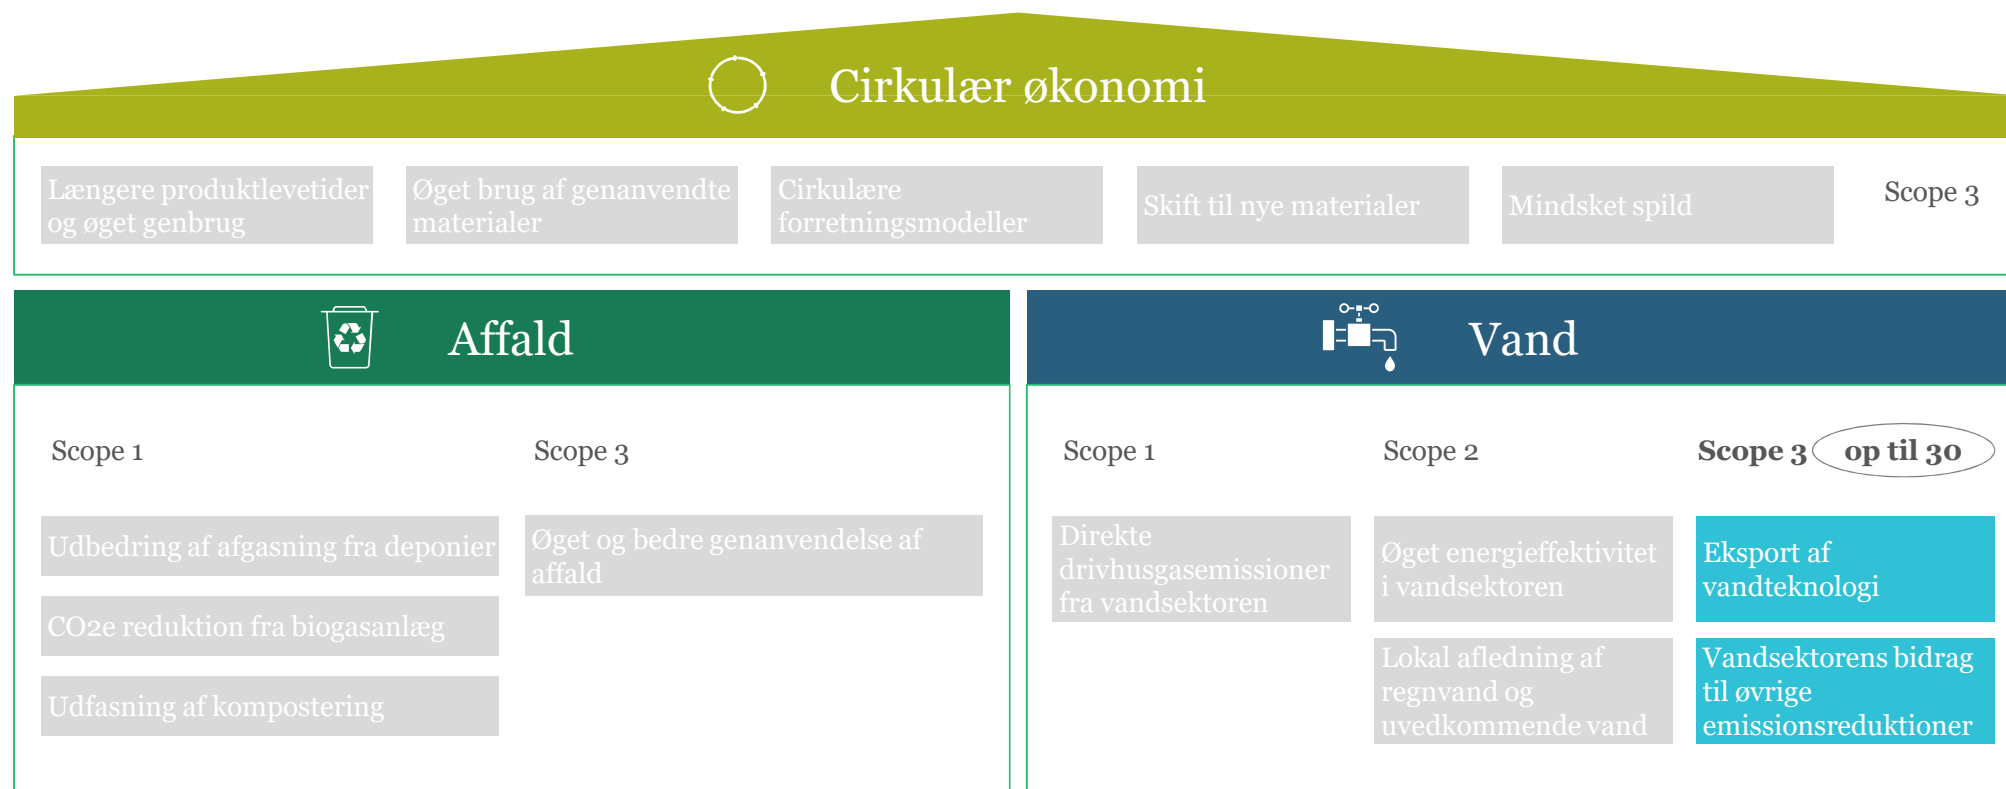 Cirkulær økonomi
Længere produktlevetider
og øget genbrug
Øget brug af genanvendte
materialer
Cirkulære
forretningsmodeller
Skift til nye materialer
Mindsket spild
Scope 3
Affald
Scope 1
Udbedring af afgasning fra deponier
CO2e reduktion fra biogasanlæg
Udfasning af kompostering
Scope 3
Øget og bedre genanvendelse af
affald
Vand
Scope 1
Direkte
drivhusgasemissioner
fra vandsektoren
Scope 2
Øget energieffektivitet
i vandsektoren
Lokal afledning af
regnvand og
uvedkommende vand
Scope 3 op til 30
Eksport af
vandteknologi
Vandsektorens bidrag
til øvrige
emissionsreduktioner